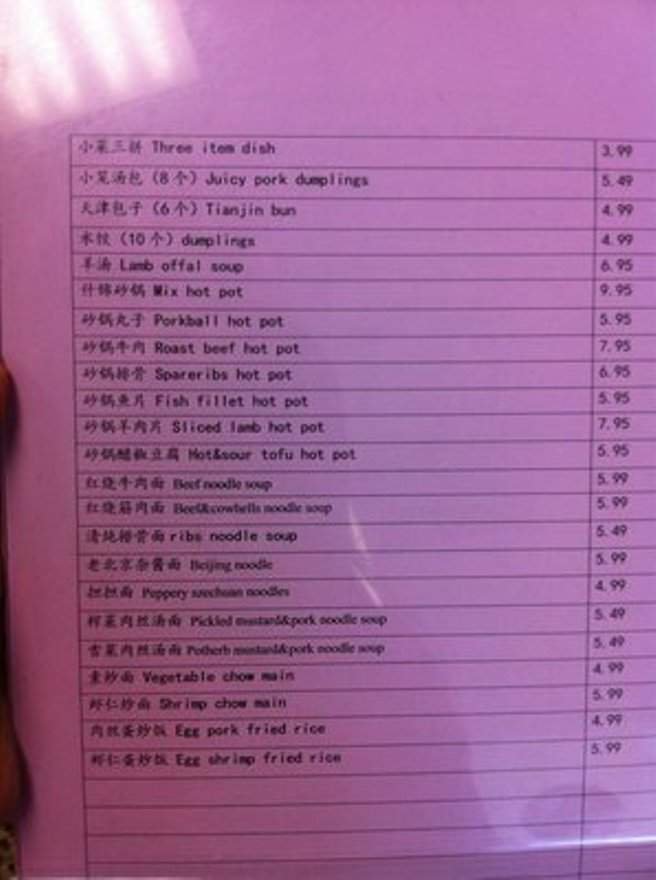 小菜三拼 Three item dish 3.99
小笼汤包（8个）Juicy pork dumplings 5.49
天津包子（6个）Tianjin bun 4.99
水饺（10个）dumplings 4.99
羊汤 Lamb offal soup 6.95
什锦砂锅 Mix hot pot 9.95
砂锅丸子 Porkball hot pot 5.95
砂锅牛肉 Roast beef hot pot 7.95
砂锅排骨 Spareribs hot pot 6.95
砂锅鱼片 Fish fillet hot pot 5.95
砂锅羊肉片 Sliced lamb hot pot 7.95
砂锅醋椒豆腐 Hot&sour tofu hot pot 5.95
红烧牛肉面 Beef noodle soup 5.99
红烧筋肉面 Beef&cowbells noodle soup 5.99
清炖排骨面 ribs noodle soup 5.49
老北京杂酱面 Beijing noodle 5.99
担担面 Peppery szechuan noodles 4.99
榨菜肉丝汤面 Pickled mustard&pork noodle soup 5.49
雪菜肉丝汤面 Potherb mustard&pork noodle soup 5.49
素炒面 Vegetable chow main 4.99
虾仁炒面 Shrimp chow main 5.99
肉丝蛋炒饭 Egg pork fried rice 4.99
虾仁蛋炒饭 Egg shrimp fried rice 5.99